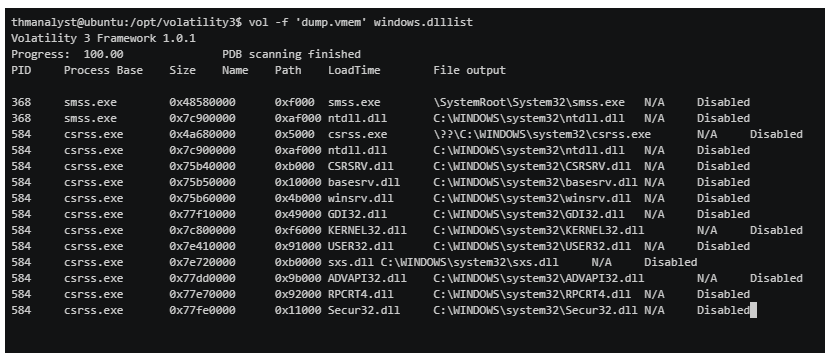 thmanalyst@ubuntu:/opt/volatility3$ vol -f 'dump.vmem' windows.dlllist
Volatility 3 Framework 1.0.1
Progress:  100.00               PDB scanning finished
PID     Process Base    Size    Name    Path    LoadTime        File output

368     smss.exe        0x48580000      0xf000  smss.exe        \SystemRoot\System32\smss.exe   N/A     Disabled
368     smss.exe        0x7c900000      0xaf000 ntdll.dll       C:\WINDOWS\system32\ntdll.dll   N/A     Disabled
584     csrss.exe       0x4a680000      0x5000  csrss.exe       \??\C:\WINDOWS\system32\csrss.exe       N/A     Disabled
584     csrss.exe       0x7c900000      0xaf000 ntdll.dll       C:\WINDOWS\system32\ntdll.dll   N/A     Disabled
584     csrss.exe       0x75b40000      0xb000  CSRSRV.dll      C:\WINDOWS\system32\CSRSRV.dll  N/A     Disabled
584     csrss.exe       0x75b50000      0x10000 basesrv.dll     C:\WINDOWS\system32\basesrv.dll N/A     Disabled
584     csrss.exe       0x75b60000      0x4b000 winsrv.dll      C:\WINDOWS\system32\winsrv.dll  N/A     Disabled
584     csrss.exe       0x77f10000      0x49000 GDI32.dll       C:\WINDOWS\system32\GDI32.dll   N/A     Disabled
584     csrss.exe       0x7c800000      0xf6000 KERNEL32.dll    C:\WINDOWS\system32\KERNEL32.dll        N/A     Disabled
584     csrss.exe       0x7e410000      0x91000 USER32.dll      C:\WINDOWS\system32\USER32.dll  N/A     Disabled
584     csrss.exe       0x7e720000      0xb0000 sxs.dll C:\WINDOWS\system32\sxs.dll     N/A     Disabled
584     csrss.exe       0x77dd0000      0x9b000 ADVAPI32.dll    C:\WINDOWS\system32\ADVAPI32.dll        N/A     Disabled
584     csrss.exe       0x77e70000      0x92000 RPCRT4.dll      C:\WINDOWS\system32\RPCRT4.dll  N/A     Disabled
584     csrss.exe       0x77fe0000      0x11000 Secur32.dll     C:\WINDOWS\system32\Secur32.dll N/A     Disabled